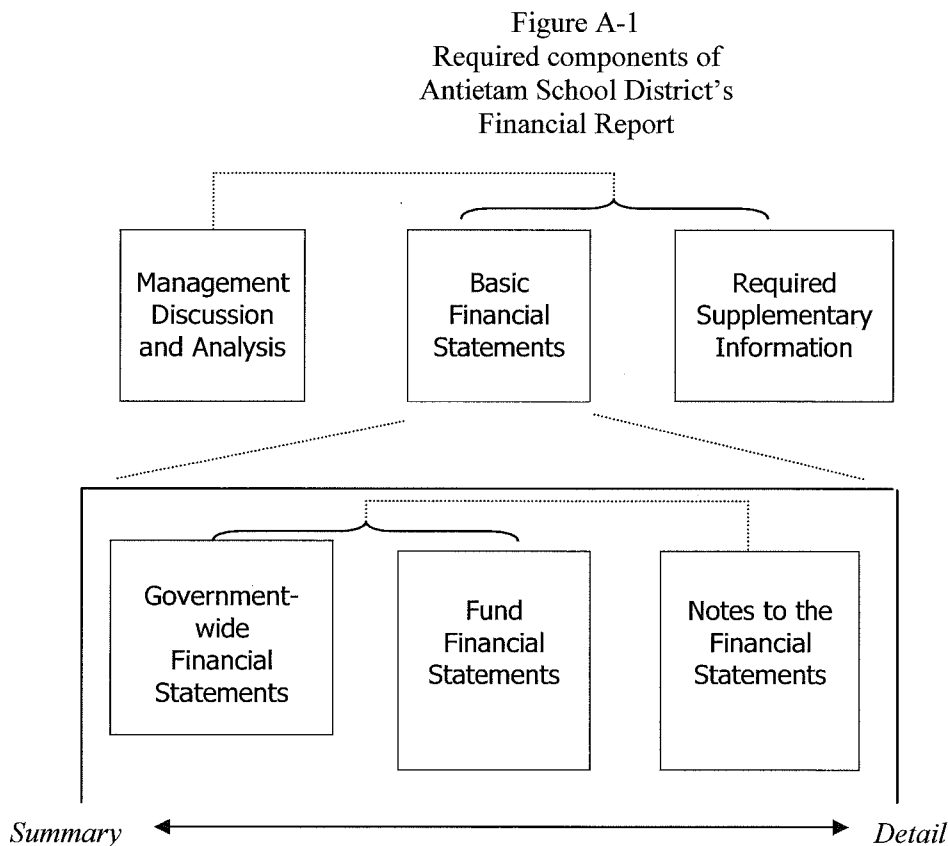 Figure A-1
Required components of
Antietam School District's
Financial Report
Management
Discussion
and Analysis
Basic
Financial
Statements
Required
Supplementary
Information
Government-
wide
Financial
Statements
Fund
Financial
Statements
Notes to the
Financial
Statements
Summary
Detail